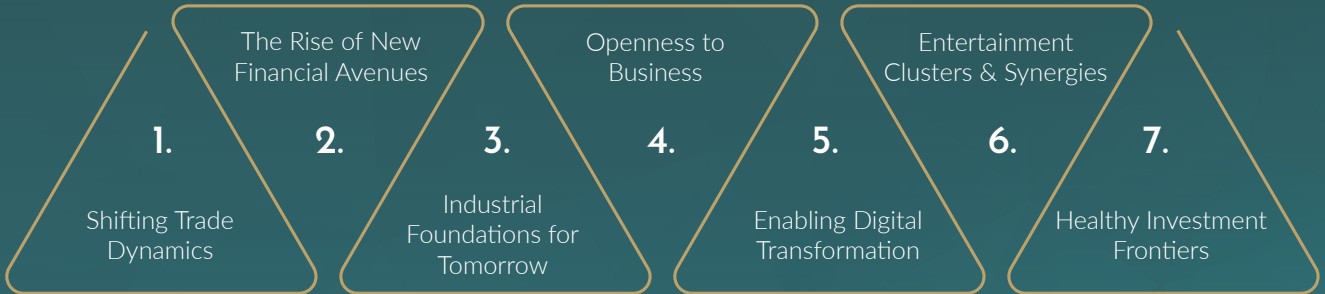 1.
Shifting Trade
Dynamics
The Rise of New
Financial Avenues
2.
3.
Industrial
Foundations for
Tomorrow
Openness to
Business
4.
5.
Enabling Digital
Transformation
Entertainment
Clusters & Synergies
6.
7.
Healthy Investment
Frontiers